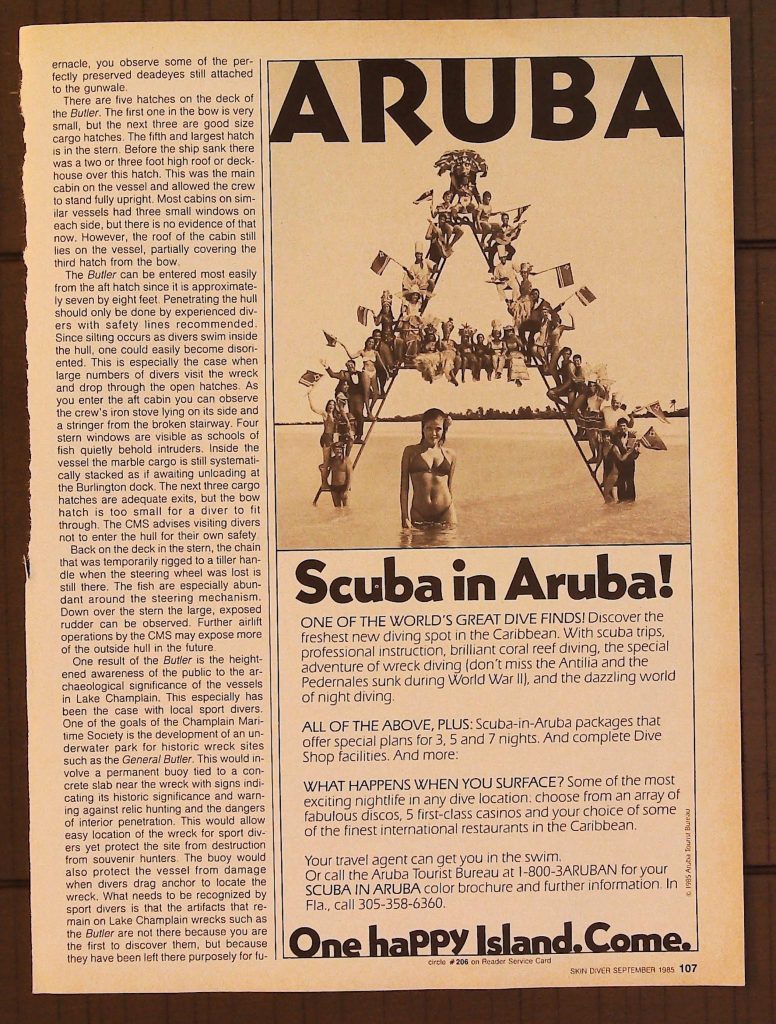 ernacle, you observe some of the per-
fectly preserved deadeyes still attached
to the gunwale.
There are five hatches on the deck of
the Butler. The first one in the bow is very
small, but the next three are good size
cargo hatches. The fifth and largest hatch
is in the stern. Before the ship sank there
was a two or three foot high roof or deck-
house over this hatch. This was the main
cabin on the vessel and allowed the crew
to stand fully upright. Most cabins on sim-
ilar vessels had three small windows on
each side, but there is no evidence of that
now. However, the roof of the cabin still
lies on the vessel, partially covering the
third hatch from the bow.
The Butler can be entered most easily
from the aft hatch since it is approximate-
ly seven by eight feet. Penetrating the hull
should only be done by experienced div-
ers with safety lines recommended.
Since silting occurs as divers swim inside
the hull, one could easily become disori-
ented. This is especially the case when
large numbers of divers visit the wreck
and drop through the open hatches. As
you enter the aft cabin you can observe
the crew's iron stove lying on its side and
a stringer from the broken stairway. Four
stern windows are visible as schools of
fish quietly behold intruders. Inside the
vessel the marble cargo is still systemati-
cally stacked as if awaiting unloading at
the Burlington dock. The next three cargo
hatches are adequate exits, but the bow
hatch is too small for a diver to fit
through. The CMS advises visiting divers
not to enter the hull for their own safety
Back on the deck in the stern, the chain
that was temporarily rigged to a tiller han-
dle when the steering wheel was lost is
still there. The fish are especially abun-
dant around the steering mechanism.
Down over the stern the large, exposed
rudder can be observed. Further airlift
operations by the CMS may expose more
of the outside hull in the future
One result of the Butler is the height-
ened awareness of the public to the ar-
chaeological significance of the vessels
in Lake Champlain. This especially has
been the case with local sport divers.
One of the goals of the Champlain Mari-
time Society is the development of an un-
derwater park for historic wreck sites
such as the General Butler. This would in-
volve a permanent buoy tied to a con-
crete slab near the wreck with signs indi-
cating its historic significance and warn-
ing against relic hunting and the dangers
of interior penetration. This would allow
easy location of the wreck for sport div-
ers yet protect the site from destruction
from souvenir hunters. The buoy would
also protect the vessel from damage
when divers drag anchor to locate the
wreck. What needs to be recognized by
sport divers is that the artifacts that re-
main on Lake Champlain wrecks such as
the Butler are not there because you are
the first to discover them, but because
they have been left there purposely for fu-
ARUBA
Scuba in Aruba!
ONE OF THE WORLD'S GREAT DIVE FINDS! Discover the
freshest new diving spot in the Caribbean. With scuba trips,
professional instruction, brilliant coral reef diving, the special
adventure of wreck diving (don't miss the Antilia and the
Pedernales sunk during World War II), and the dazzling world
of night diving.
ALL OF THE ABOVE, PLUS: Scuba-in-Aruba packages that
offer special plans for 3, 5 and 7 nights. And complete Dive
Shop facilities. And more:
WHAT HAPPENS WHEN YOU SURFACE? Some of the most
exciting nightlife in any dive location: choose from an array of
fabulous discos, 5 first-class casinos and your choice of some
of the finest international restaurants in the Caribbean.
Your travel agent can get you in the swim.
Or call the Aruba Tourist Bureau at 1-800-3ARUBAN for your
SCUBA IN ARUBA color brochure and further information. In
Fla., call 305-358-6360.
© 1985 Aruba Tourist Bureau
One haPPY Island. Come.
circle #206 on Reader Service Card
SKIN DIVER SEPTEMBER 1985 107